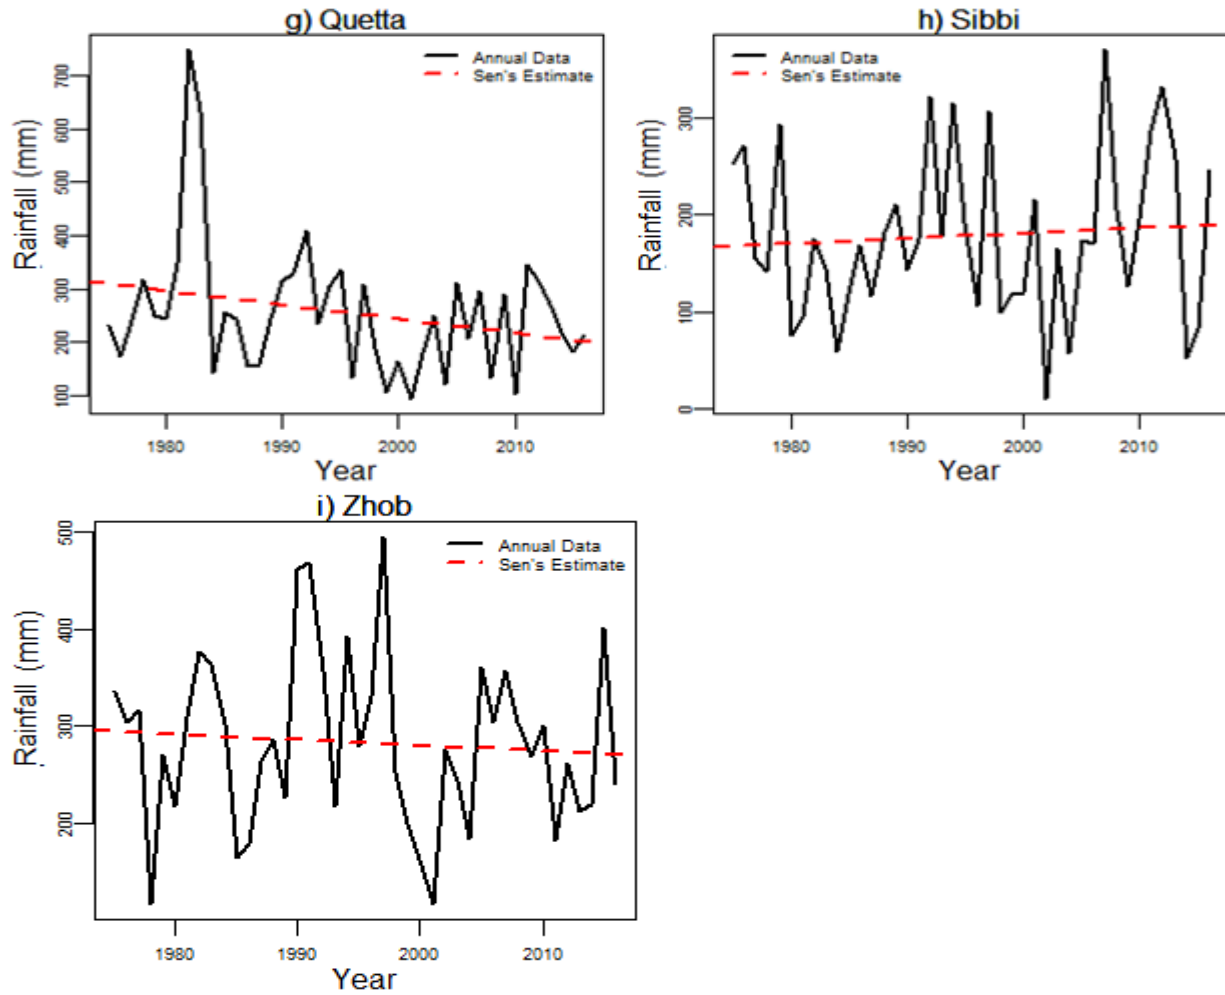 g) Quetta
Annual Data
Sen's Estimate
Rainfall (mm)
700
600
500
400
300
200
100
1980
1990
2000
2010
Year
h) Sibbi
Annual Data
Sen's Estimate
Rainfall (mm)
300
200
100
0
1980
1990
2000
2010
Year
i) Zhob
Annual Data
Sen's Estimate
Rainfall (mm)
500
400
300
200
1980
1990
2000
2010
Year